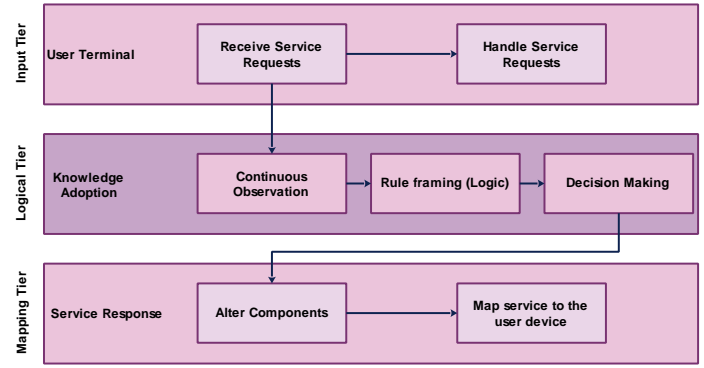 Input Tier
User Terminal
Receive Service
Requests
Handle Service
Requests
Logical Tier
Knowledge
Adoption
Continuous
Observation
Rule framing (Logic)
Decision Making
Mapping Tier
Service Response
Alter Components
Map service to the
user device